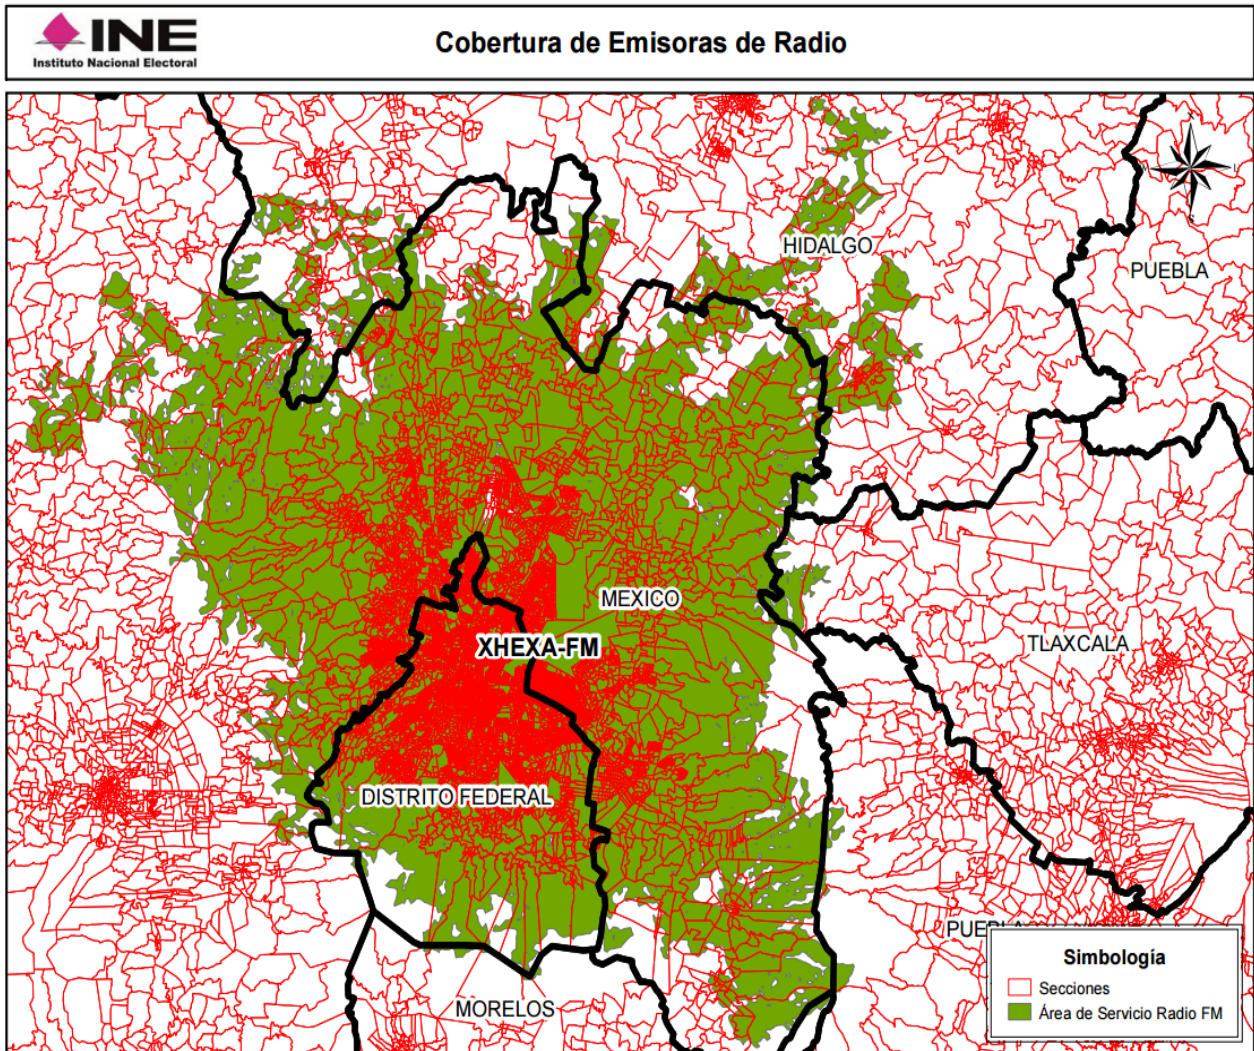 INE
Instituto Nacional Electoral
Cobertura de Emisoras de Radio
HIDALGO
PUEBLA
MEXICO
XHEXA-FM
TLAXCALA
DISTRITO FEDERAL
MORELOS
Simbología
Secciones
Área de Servicio Radio FM